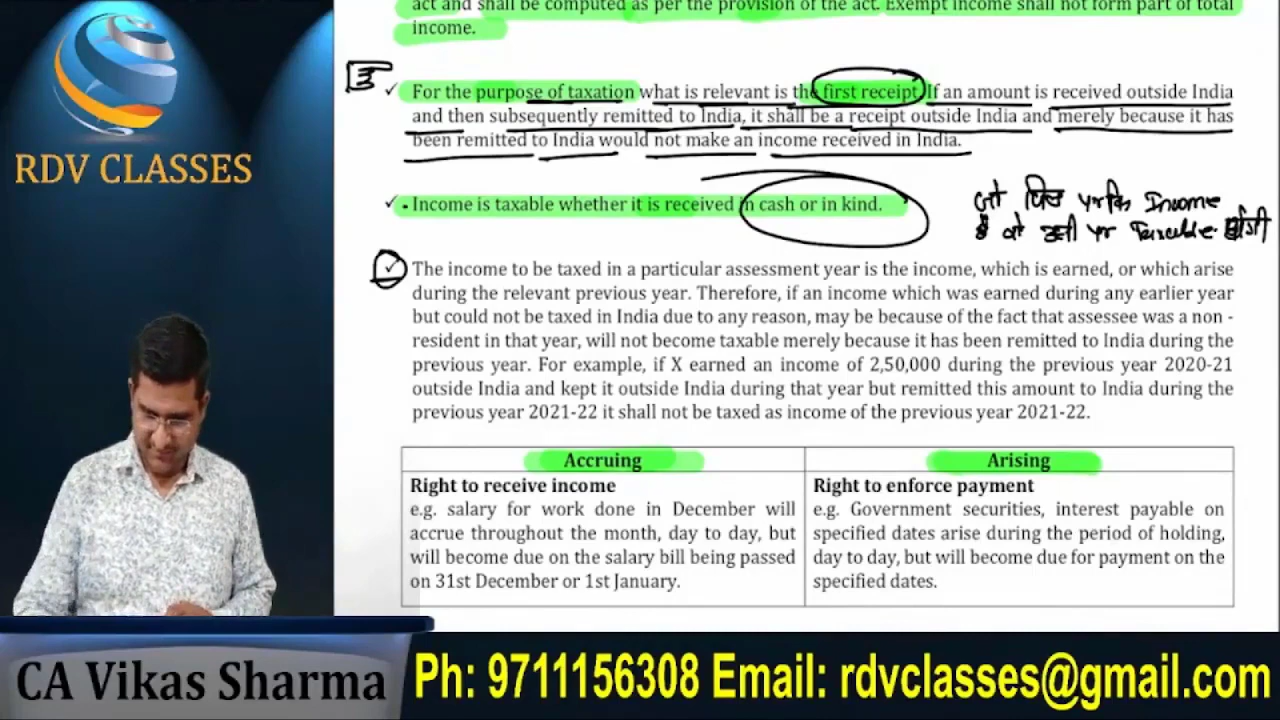 act and shall be computed as per the provision of the act. Exempt income shall not form part of total
income.
RDV CLASSES
✓ For the purpose of taxation what is relevant is the first receipt. If an amount is received outside India
and then subsequently remitted to India, it shall be a receipt outside India and merely because it has
been remitted to India would not make an income received in India.
✓ • Income is taxable whether it is received in cash or in kind.
Income
पर Taxable
✓ The income to be taxed in a particular assessment year is the income, which is earned, or which arise
during the relevant previous year. Therefore, if an income which was earned during any earlier year
but could not be taxed in India due to any reason, may be because of the fact that assessee was a non -
resident in that year, will not become taxable merely because it has been remitted to India during the
previous year. For example, if X earned an income of 2,50,000 during the previous year 2020-21
outside India and kept it outside India during that year but remitted this amount to India during the
previous year 2021-22 it shall not be taxed as income of the previous year 2021-22.
Accruing
Right to receive income
e.g. salary for work done in December will
accrue throughout the month, day to day, but
will become due on the salary bill being passed
on 31st December or 1st January.
Arising
Right to enforce payment
e.g. Government securities, interest payable on
specified dates arise during the period of holding,
day to day, but will become due for payment on the
specified dates.
CA Vikas Sharma
Ph: 9711156308 Email: rdvclasses@gmail.com